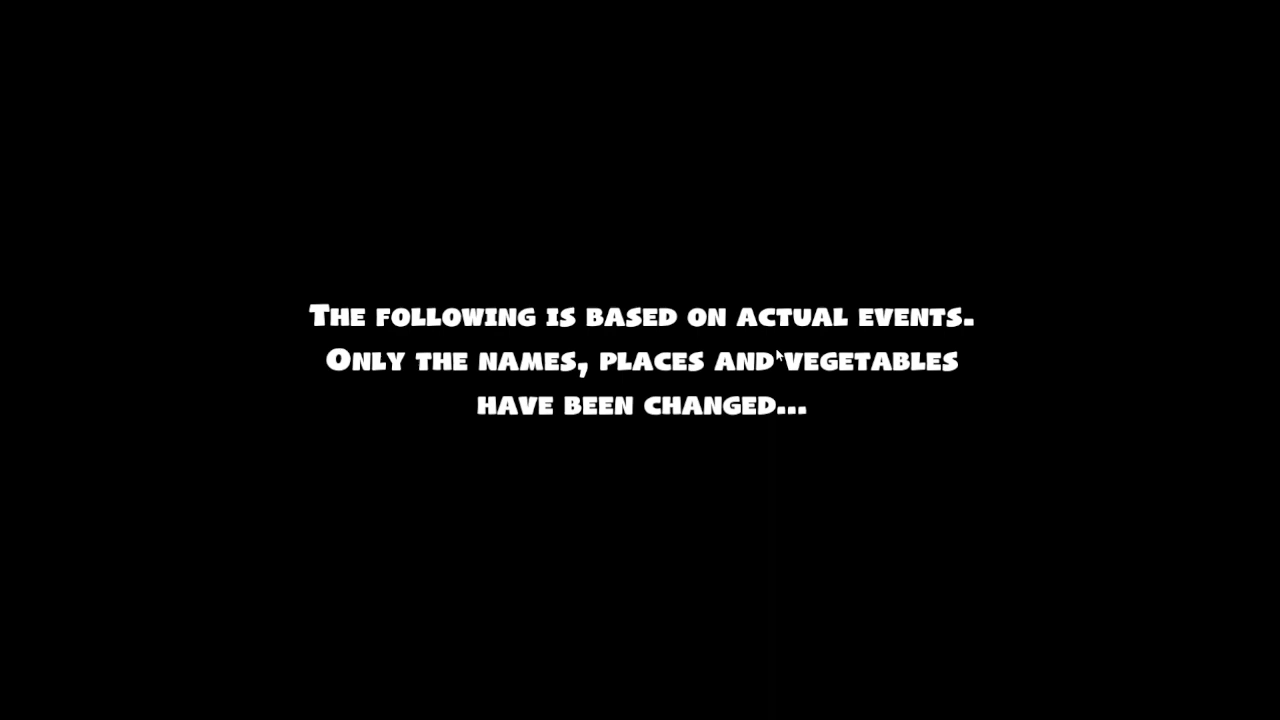 The following is based on actual events.
Only the names, places and vegetables
have been changed...